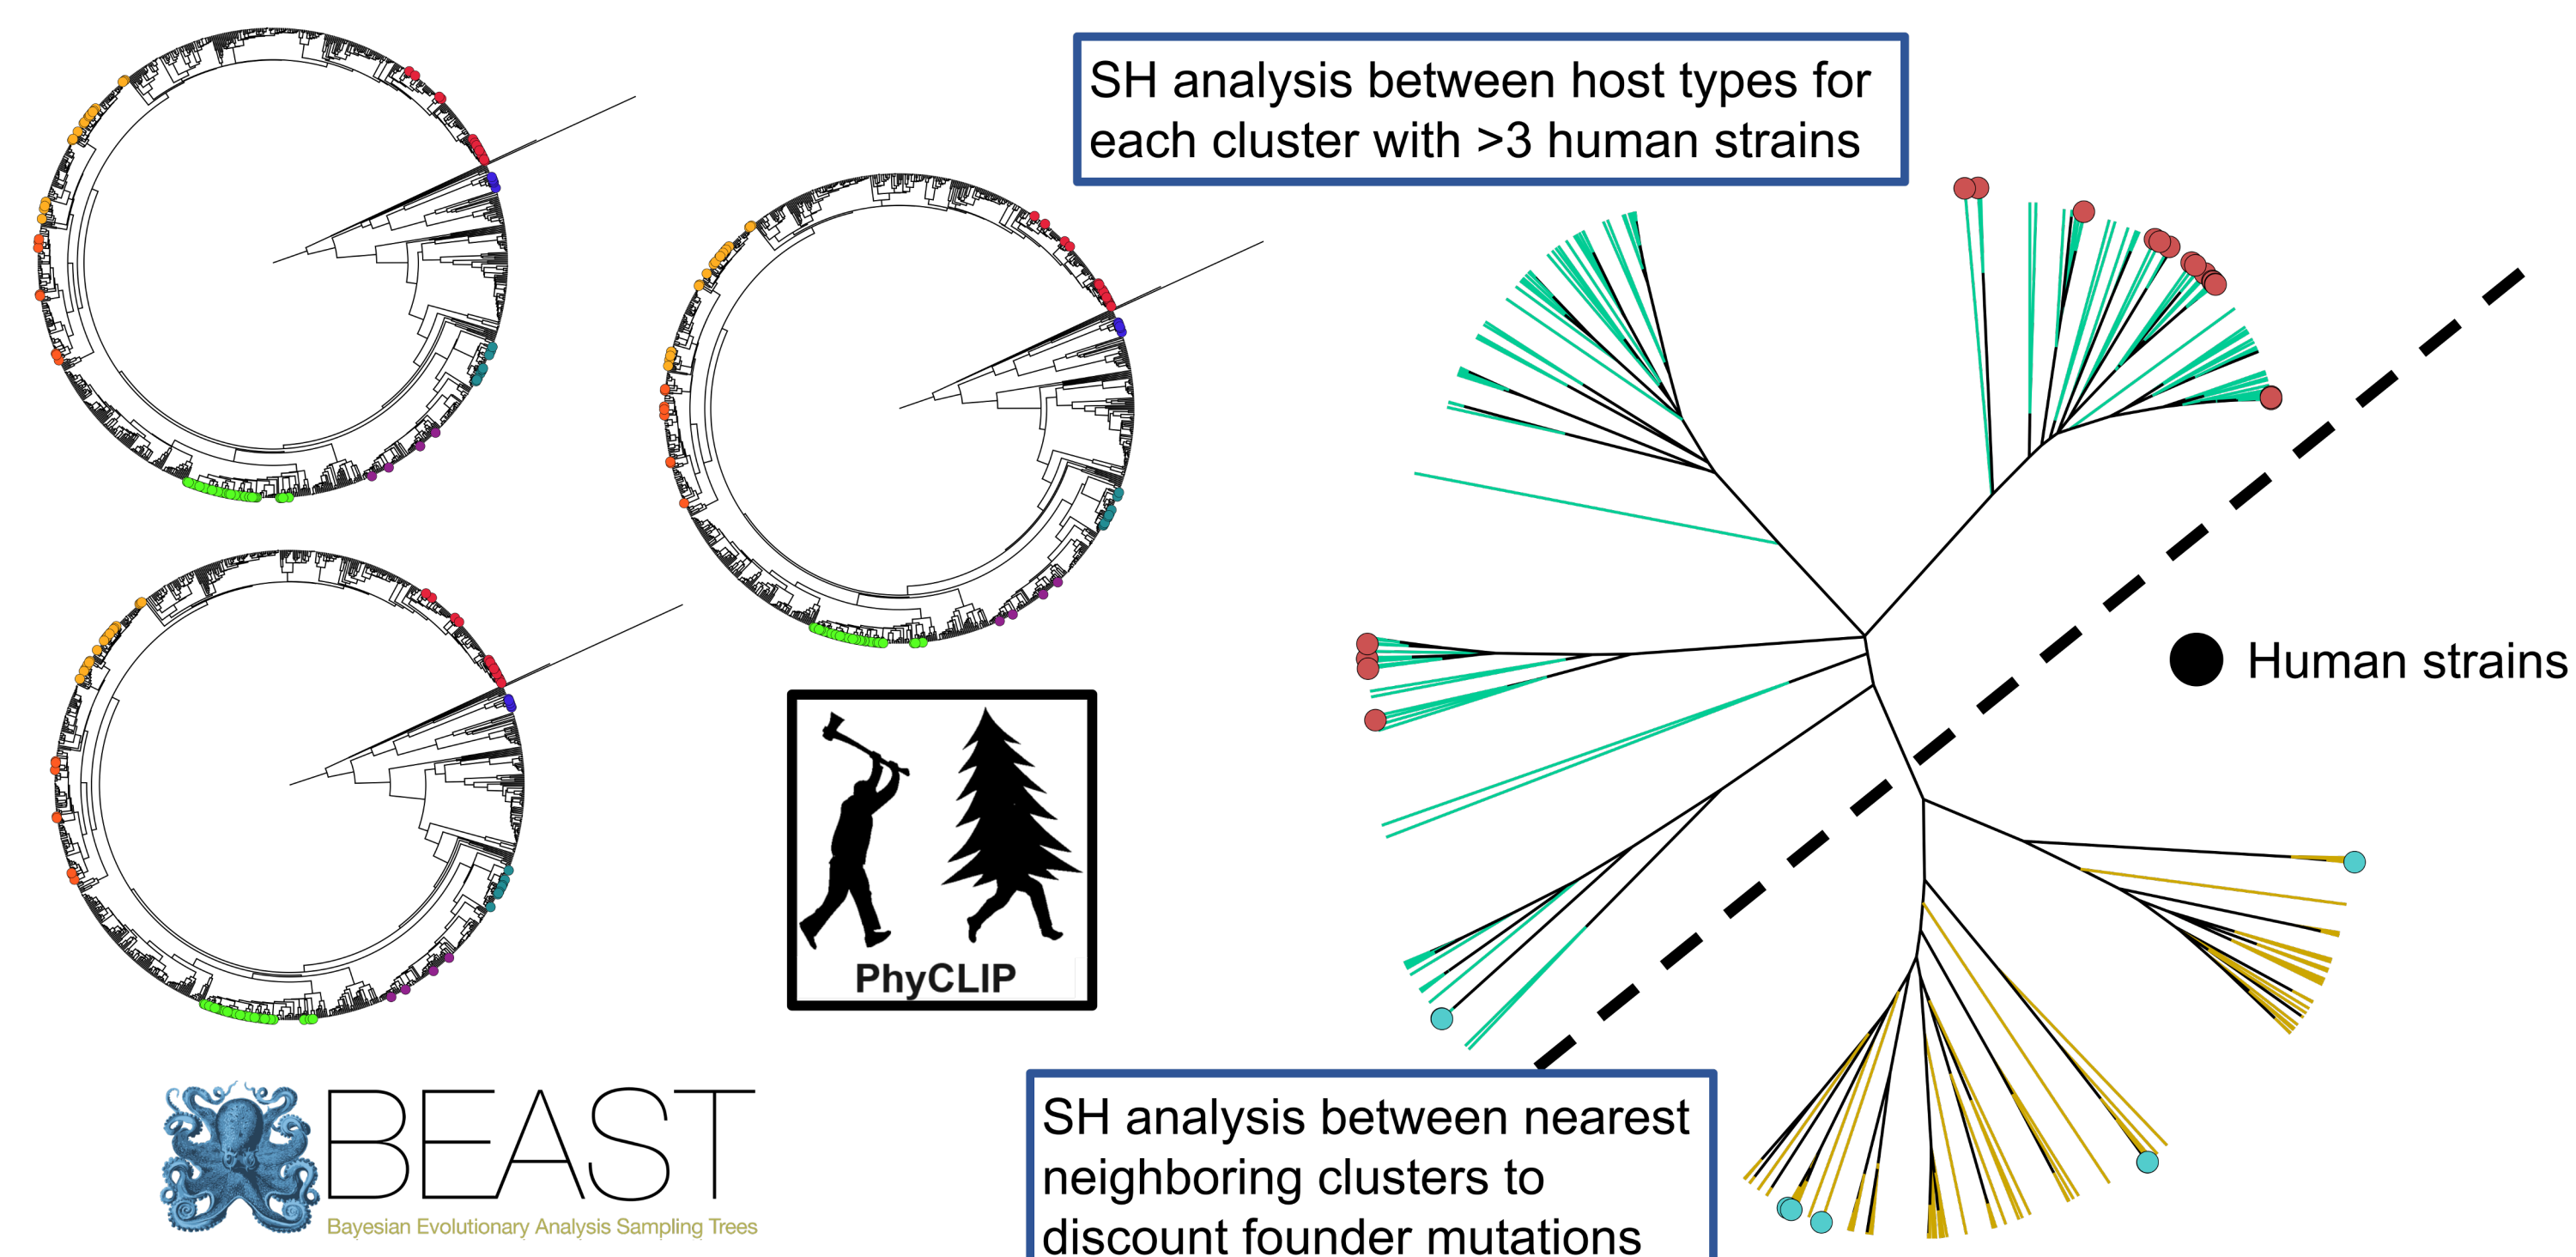 SH analysis between host types for
each cluster with >3 human strains
Human strains
PhyCLIP
BEAST
Bayesian Evolutionary Analysis Sampling Trees
SH analysis between nearest
neighboring clusters to
discount founder mutations